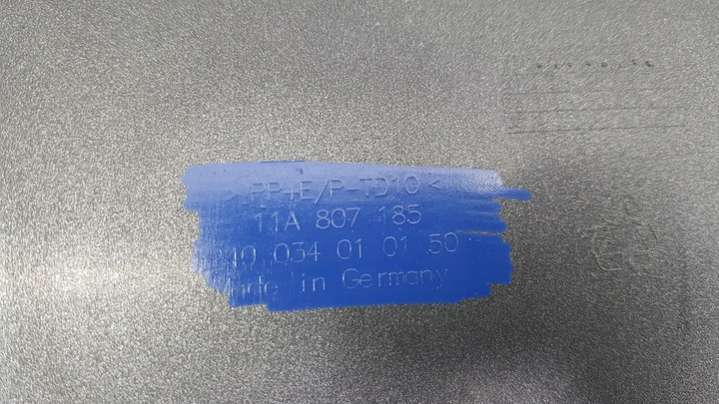 >PP+E/P-TD10<
11A 807 185
034 01 01 50
in Germany